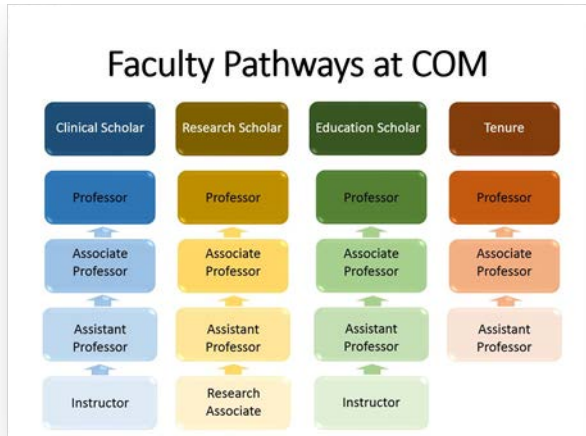 Faculty Pathways at COM
Clinical Scholar
Research Scholar
Education Scholar
Tenure
Professor
Professor
Professor
Professor
Associate
Professor
Associate
Professor
Associate
Professor
Associate
Professor
Assistant
Professor
Assistant
Professor
Assistant
Professor
Assistant
Professor
Instructor
Research
Associate
Instructor